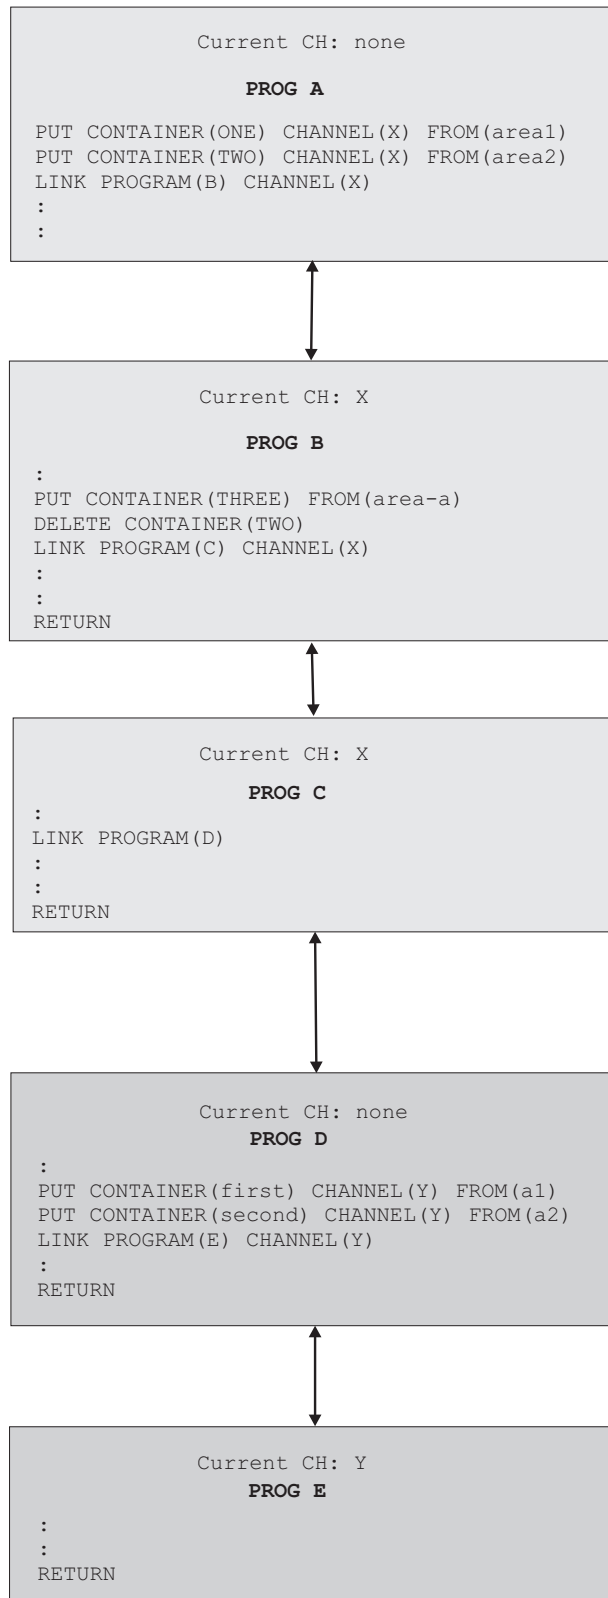 Current CH: none
PROG A
PUT CONTAINER(ONE) CHANNEL(X) FROM(area1)
PUT CONTAINER(TWO) CHANNEL(X) FROM(area2)
LINK PROGRAM(B) CHANNEL(X)
:
:
Current CH: X
PROG B
:
PUT CONTAINER(THREE) FROM(area-a)
DELETE CONTAINER(TWO)
LINK PROGRAM(C) CHANNEL(X)
:
:
RETURN
Current CH: X
PROG C
:
LINK PROGRAM(D)
:
:
RETURN
Current CH: none
PROG D
:
PUT CONTAINER(first) CHANNEL(Y) FROM(a1)
PUT CONTAINER(second) CHANNEL(Y) FROM(a2)
LINK PROGRAM(E) CHANNEL(Y)
:
RETURN
Current CH: Y
PROG E
:
:
RETURN